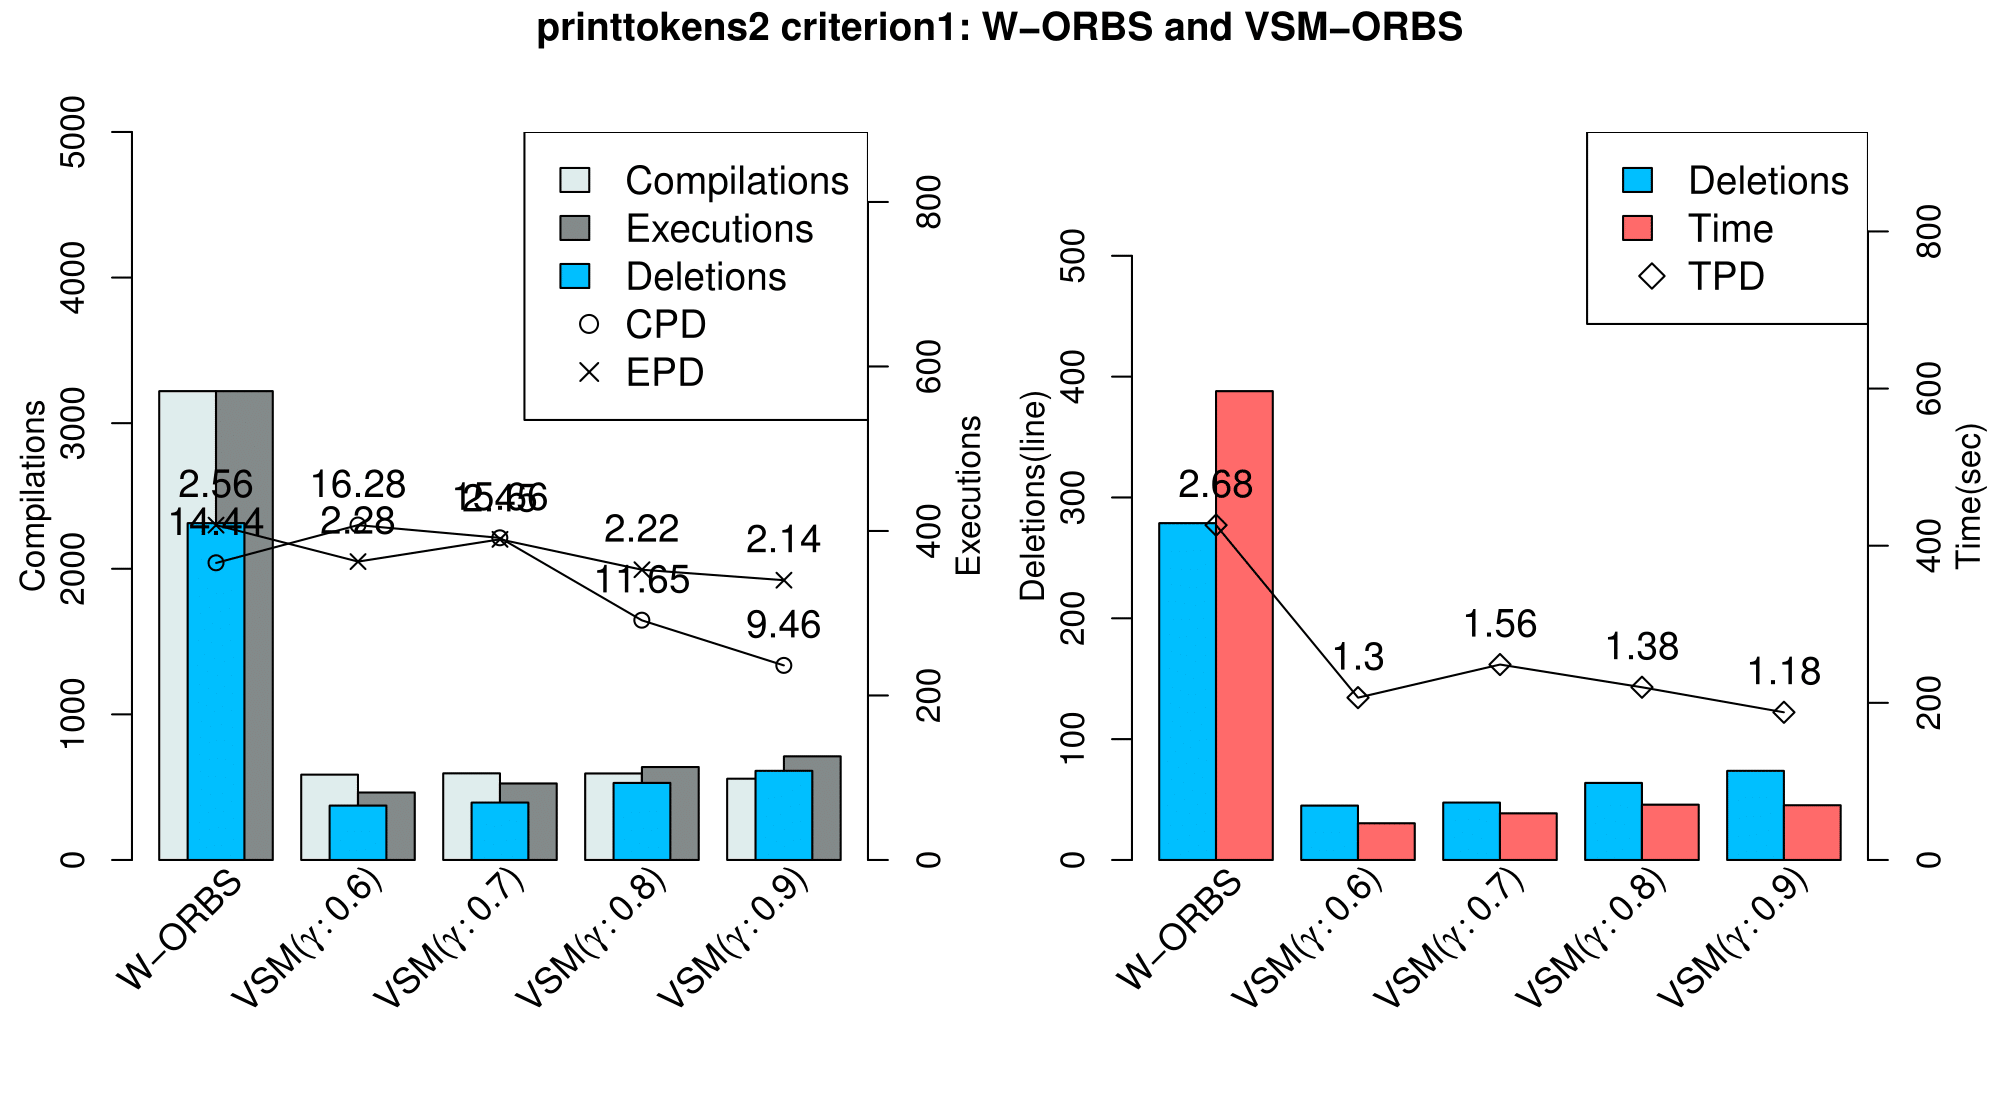 printtokens2 criterion1: W−ORBS and VSM−ORBS
Compilations
0
1000
2000
3000
4000
5000
Compilations
Executions
Deletions
CPD
EPD
2.56
14.44
16.28
2.28
15.66
2.45
2.22
11.65
2.14
9.46
0
200
400
600
800
Executions
W−ORBS
VSM(γ: 0.6)
VSM(γ: 0.7)
VSM(γ: 0.8)
VSM(γ: 0.9)
Deletions(line)
0
100
200
300
400
500
Deletions
Time
TPD
2.68
1.3
1.56
1.38
1.18
0
200
400
600
800
Time(sec)
W−ORBS
VSM(γ: 0.6)
VSM(γ: 0.7)
VSM(γ: 0.8)
VSM(γ: 0.9)